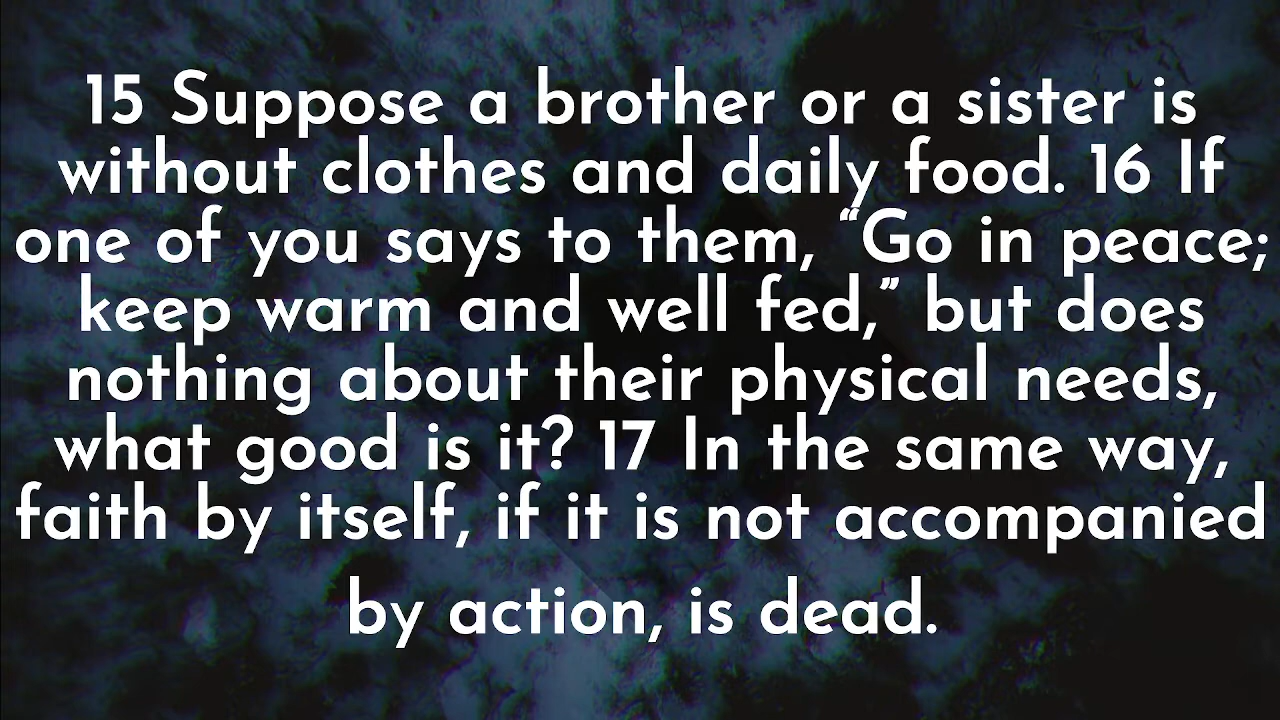 15 Suppose a brother or a sister is
without clothes and daily food. 16 If
one of you says to them, “Go in peace;
keep warm and well fed,” but does
nothing about their physical needs,
what good is it? 17 In the same way,
faith by itself, if it is not accompanied
by action, is dead.